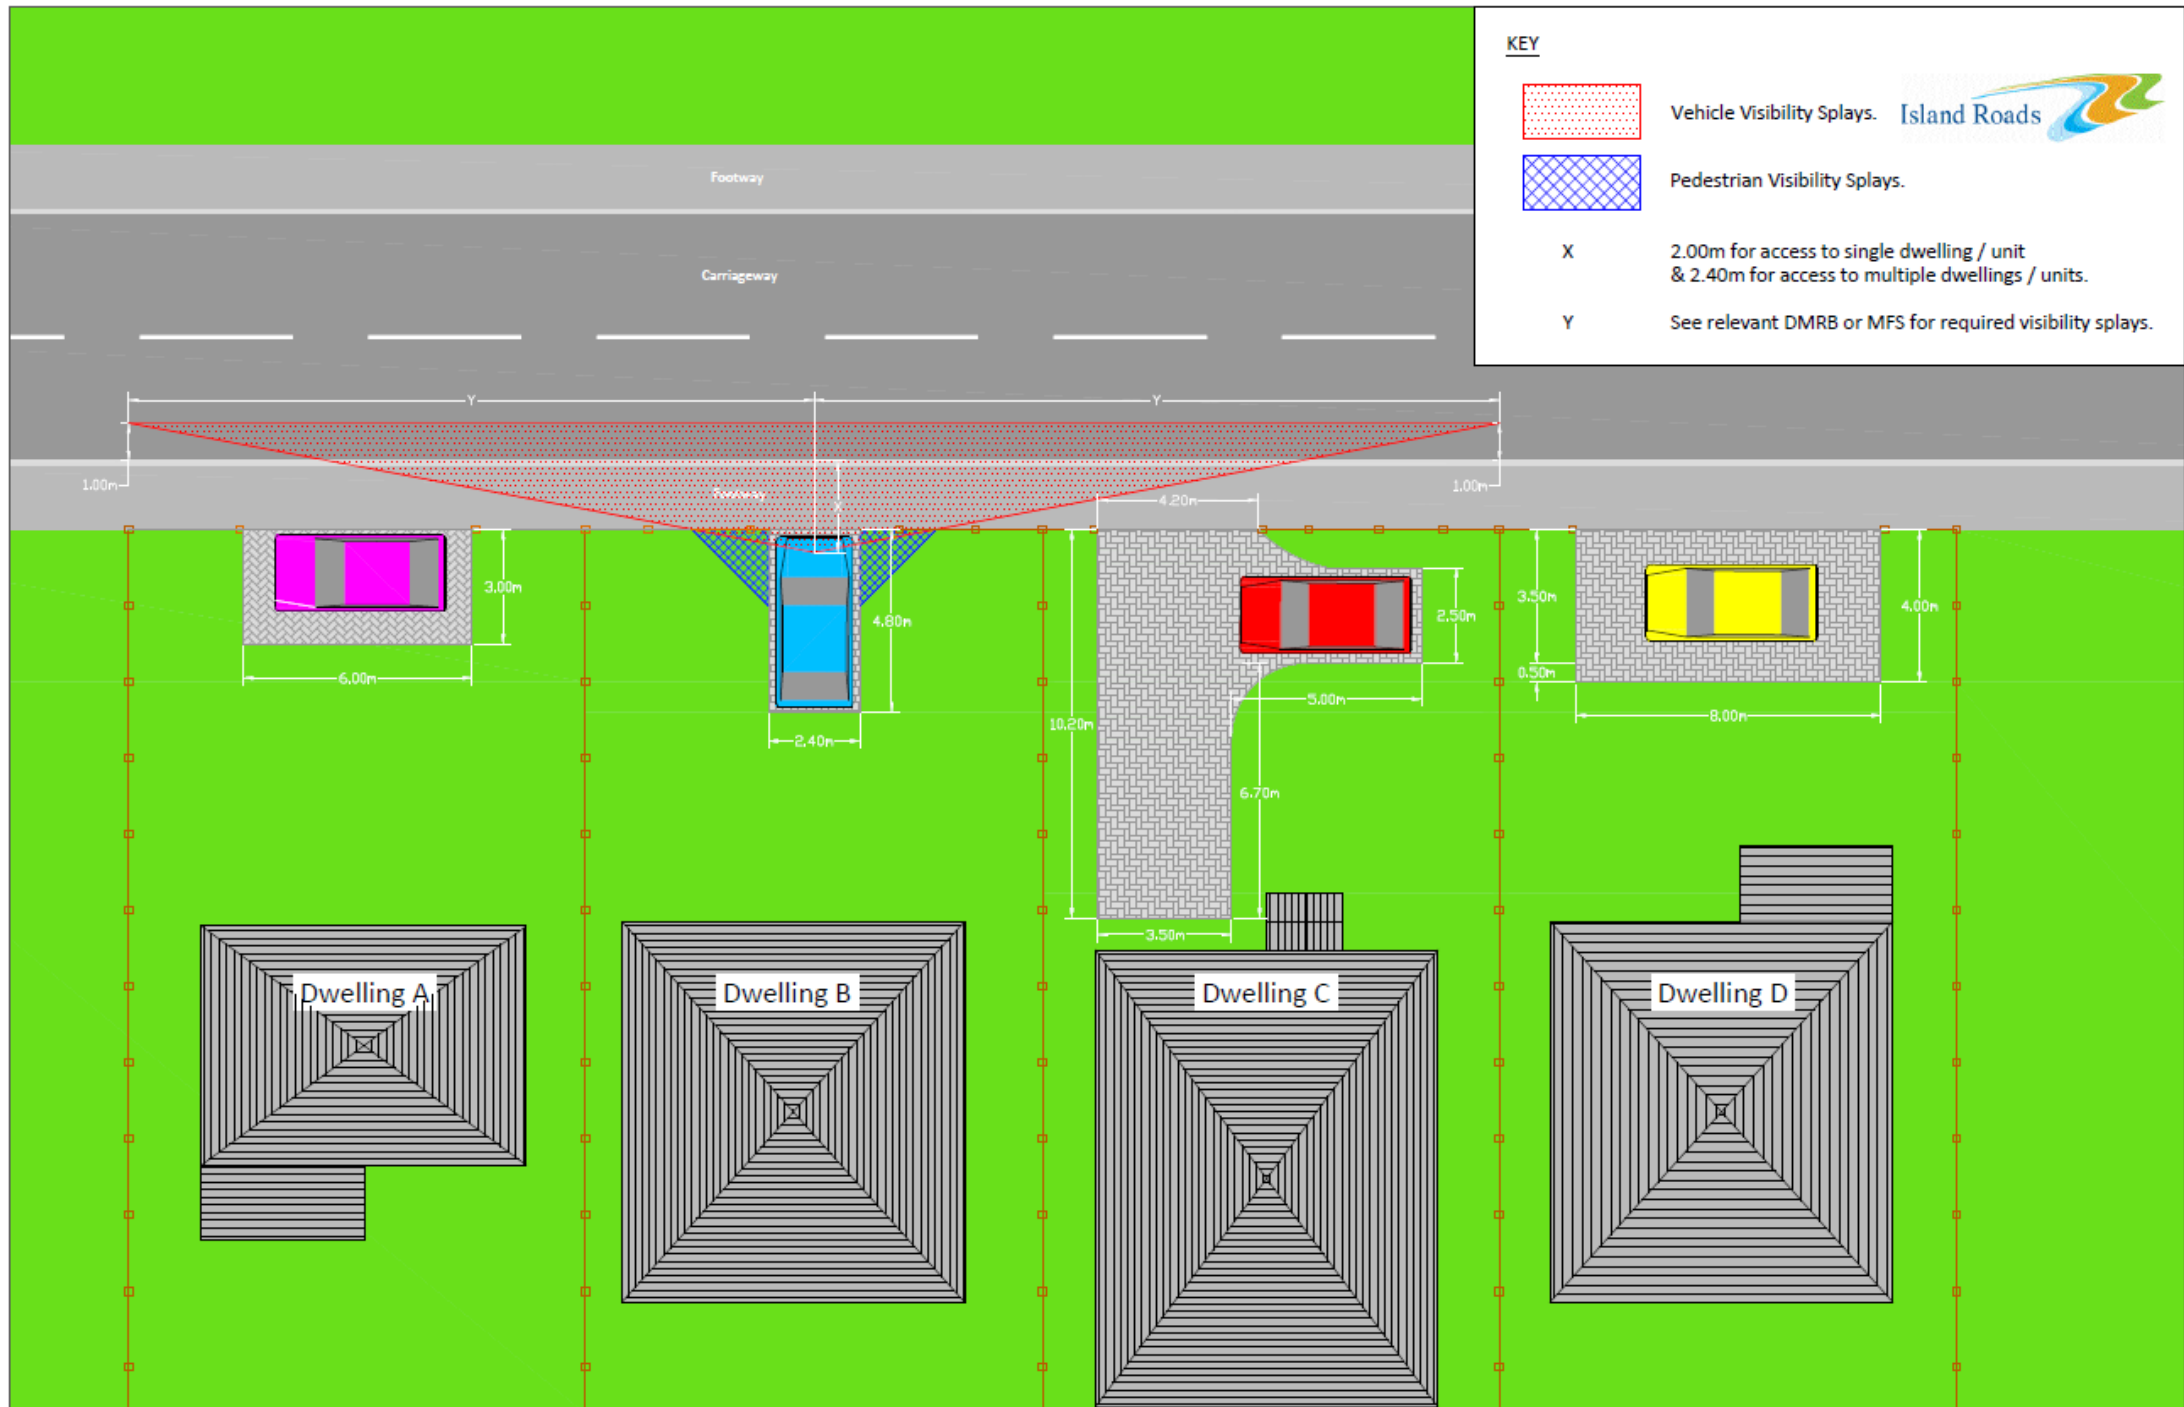 KEY
Vehicle Visibility Splays.
Island Roads
Pedestrian Visibility Splays.
X 2.00m for access to single dwelling / unit
& 2.40m for access to multiple dwellings / units.
Y See relevant DMRB or MFS for required visibility splays.
Footway
Carriageway
Y Y
1.00m
Footway
X
4.20m
1.00m
3.00m
6.00m
4.80m
2.40m
10.20m
2.50m
5.00m
6.70m
3.50m
3.50m
0.50m
4.00m
8.00m
Dwelling A
Dwelling B
Dwelling C
Dwelling D